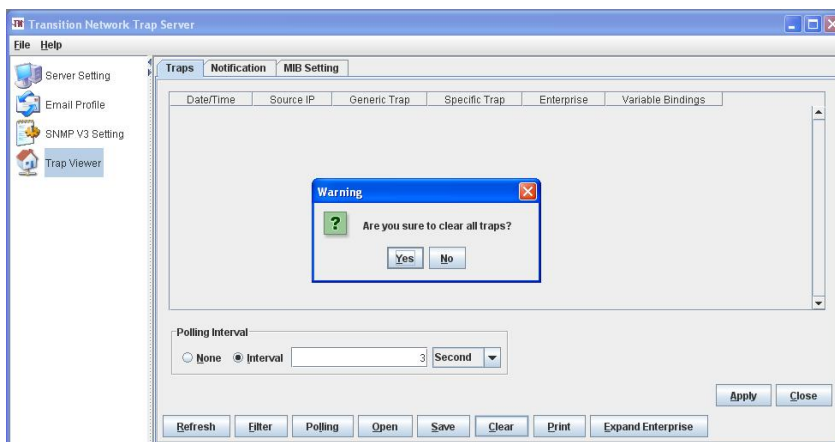 Transition Network Trap Server
File Help
Server Setting
Email Profile
SNMP V3 Setting
Trap Viewer
Traps Notification MIB Setting
Date/Time Source IP Generic Trap Specific Trap Enterprise Variable Bindings
Warning
? Are you sure to clear all traps?
Yes No
Polling Interval
None Interval 3 Second
Apply Close
Refresh Filter Polling Open Save Clear Print Expand Enterprise